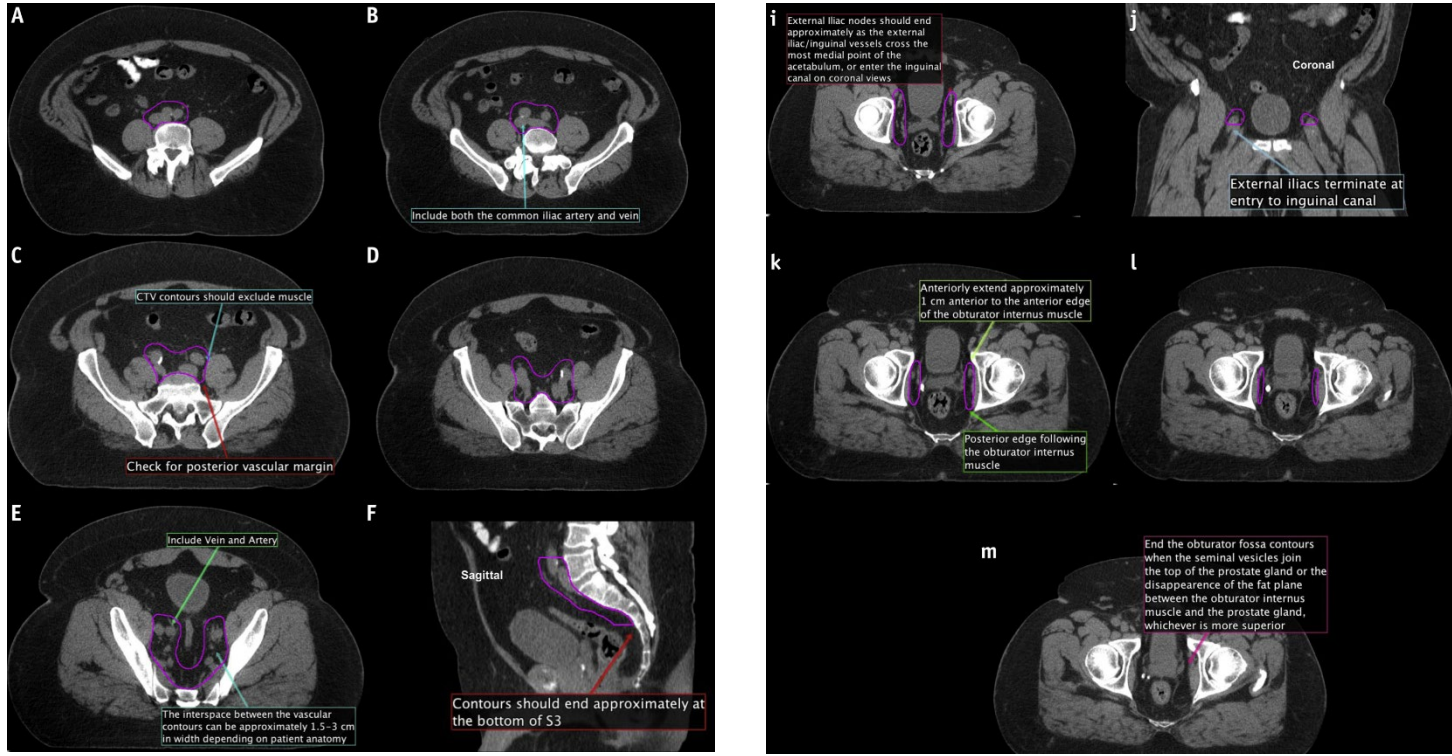 A
B
Include both the common iliac artery and vein
C
CTV contours should exclude muscle
Check for posterior vascular margin
D
E
Include Vein and Artery
The interspace between the vascular
contours can be approximately 1.5-3 cm
in width depending on patient anatomy
F
Sagittal
Contours should end approximately at
the bottom of S3
i
External Iliac nodes should end
approximately as the external
iliac/inguinal vessels cross the
most medial point of the
acetabulum, or enter the inguinal
canal on coronal views
j
Coronal
External iliacs terminate at
entry to inguinal canal
k
Anteriorly extend approximately
1 cm anterior to the anterior edge
of the obturator internus muscle
Posterior edge following
the obturator internus
muscle
l
m
End the obturator fossa contours
when the seminal vesicles join
the top of the prostate gland or the
disappearence of the fat plane
between the obturator internus
muscle and the prostate gland,
whichever is more superior